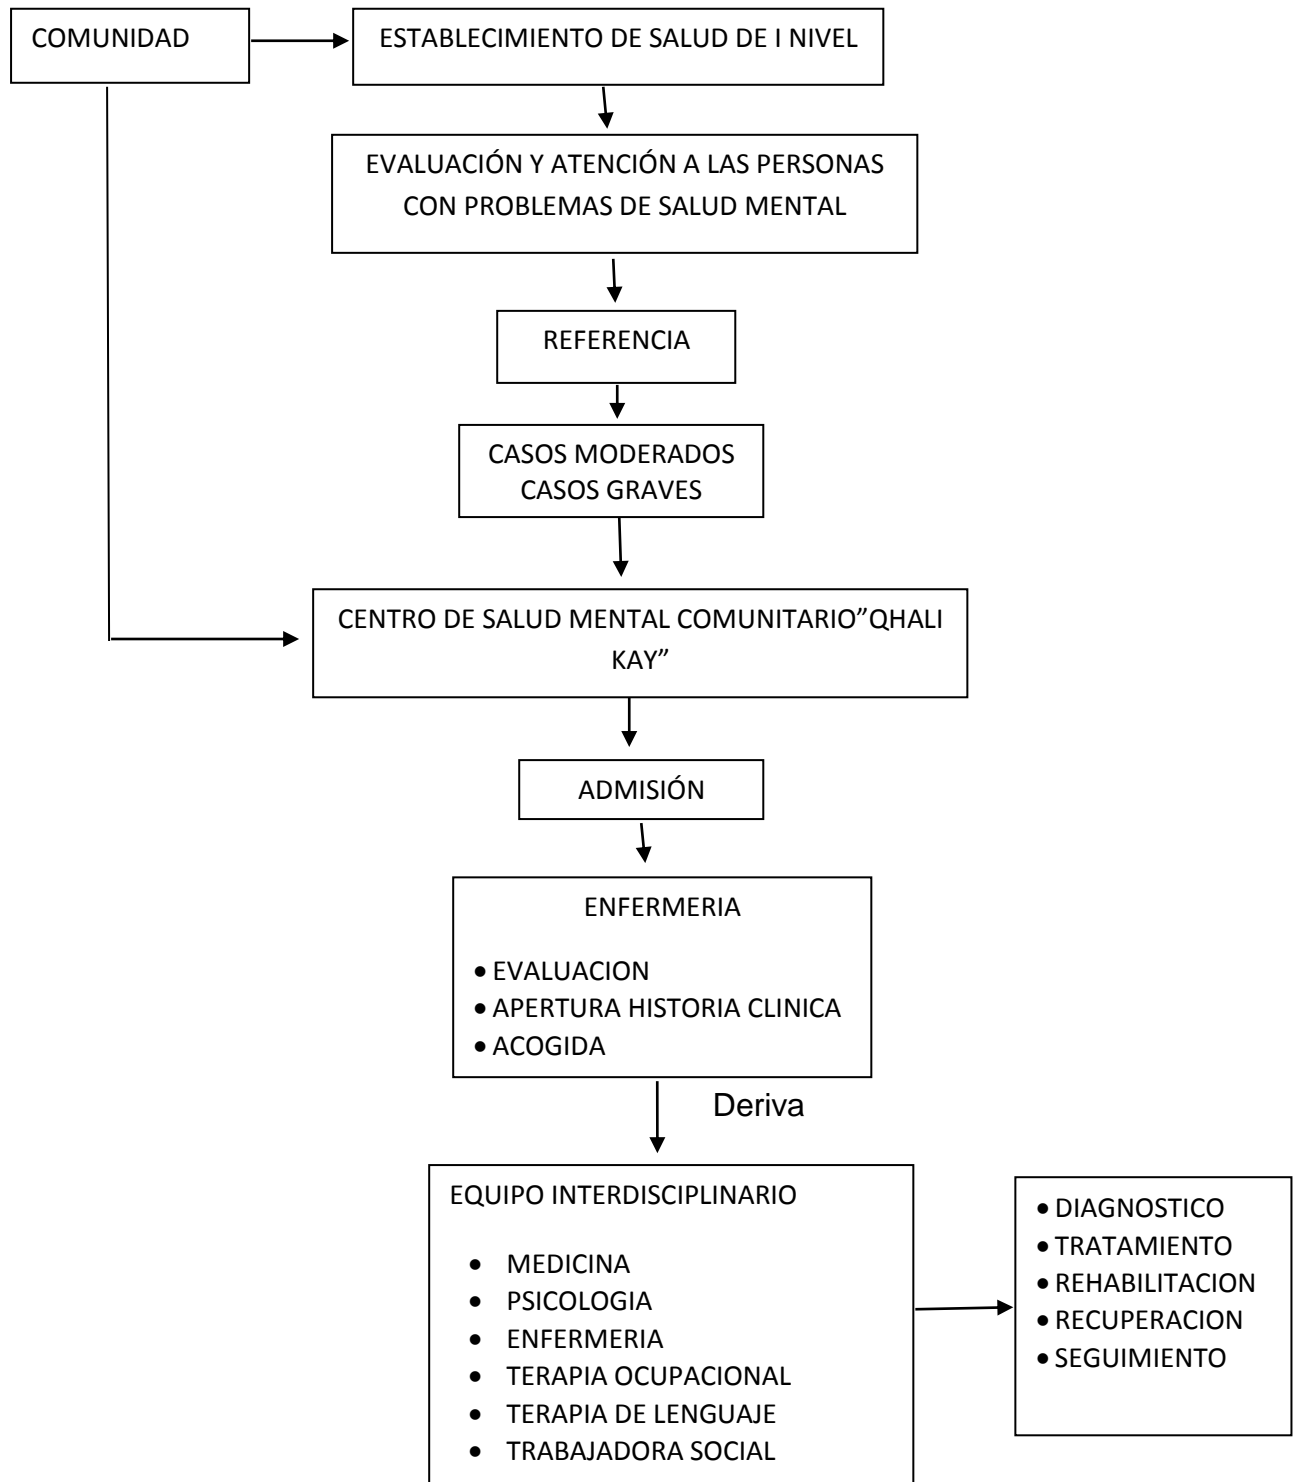 COMUNIDAD
ESTABLECIMIENTO DE SALUD DE I NIVEL
EVALUACIÓN Y ATENCIÓN A LAS PERSONAS
CON PROBLEMAS DE SALUD MENTAL
REFERENCIA
CASOS MODERADOS
CASOS GRAVES
CENTRO DE SALUD MENTAL COMUNITARIO”QHALI
KAY”
ADMISIÓN
ENFERMERIA
• EVALUACION
• APERTURA HISTORIA CLINICA
• ACOGIDA
Deriva
EQUIPO INTERDISCIPLINARIO
• MEDICINA
• PSICOLOGIA
• ENFERMERIA
• TERAPIA OCUPACIONAL
• TERAPIA DE LENGUAJE
• TRABAJADORA SOCIAL
• DIAGNOSTICO
• TRATAMIENTO
• REHABILITACION
• RECUPERACION
• SEGUIMIENTO